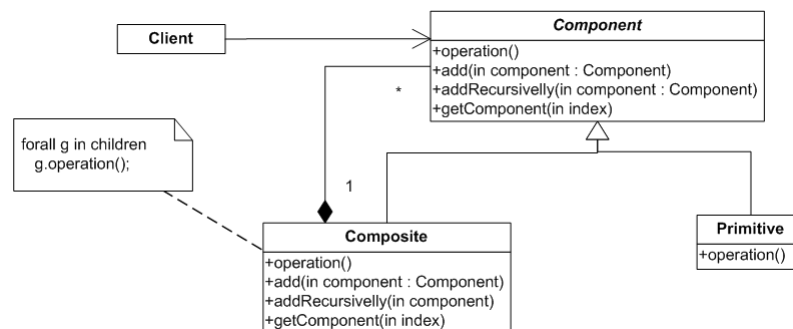 Client
Component
+operation()
+add(in component : Component)
+addRecursivelly(in component : Component)
+getComponent(in index)
*
forall g in children
g.operation();
1
Composite
+operation()
+add(in component : Component)
+addRecursivelly(in component)
+getComponent(in index)
Primitive
+operation()